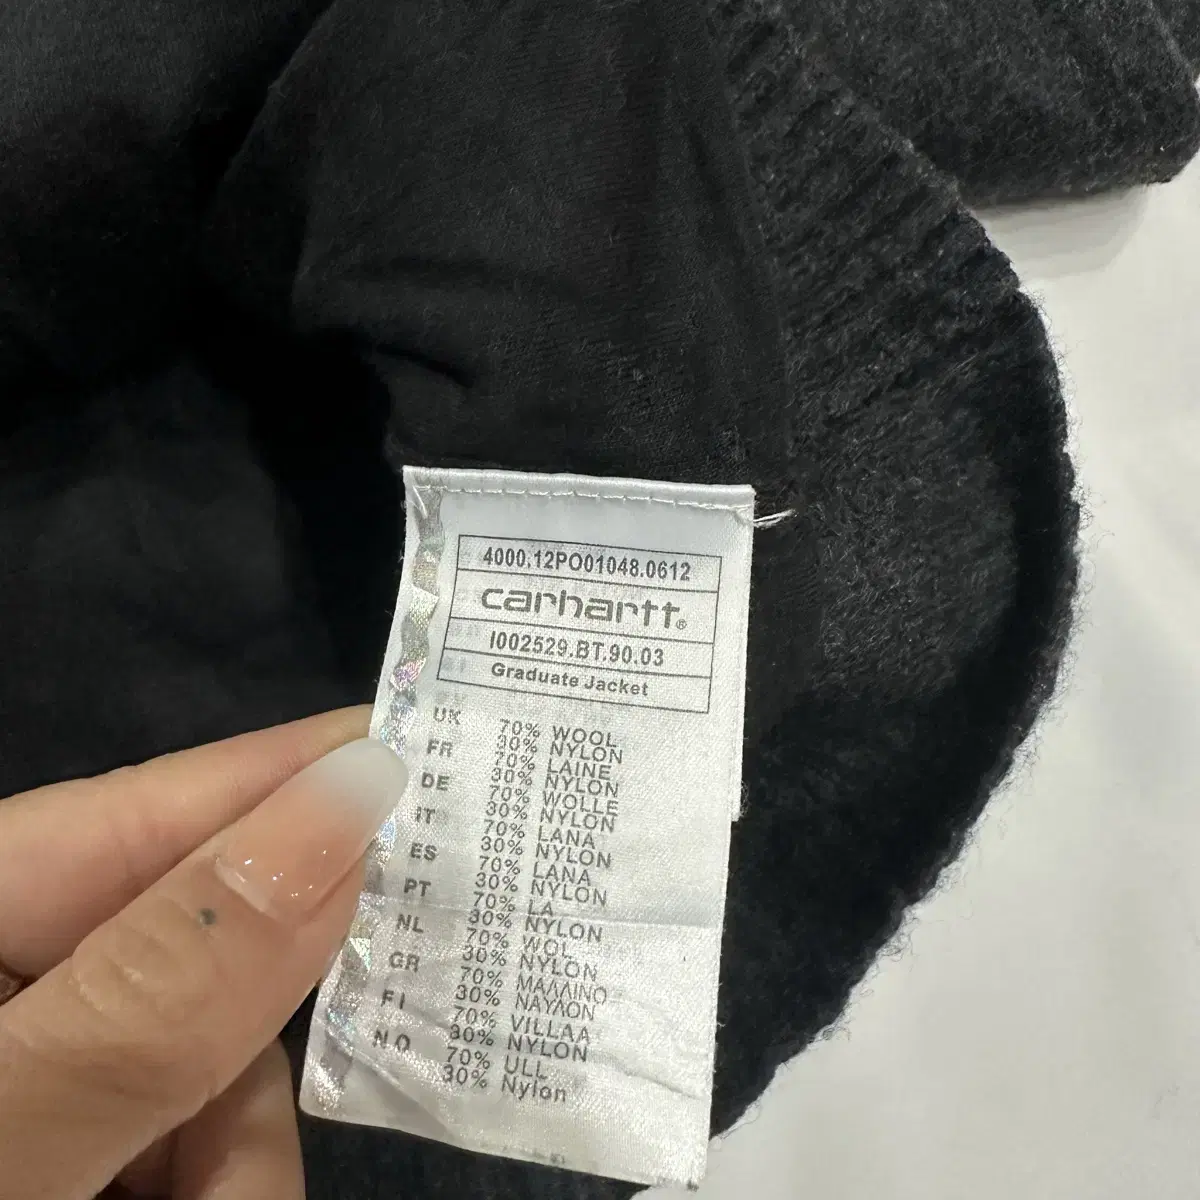 4000.12PO01048.0612
carhartt®
I002529.BT.90.03
Graduate Jacket
UK 70% WOOL
30% NYLON
FR 70% LAINE
30% NYLON
DE 70% WOLLE
30% NYLON
IT 70% LANA
30% NYLON
ES 70% LANA
30% NYLON
PT 70% LA
30% NYLON
NL 70% WOL
30% NYLON
GR 70% ΜΑΛΛΙΝΟ
30% ΝΑΥΛΟΝ
FI 70% VILLAA
30% NYLON
NO 70% ULL
30% Nylon